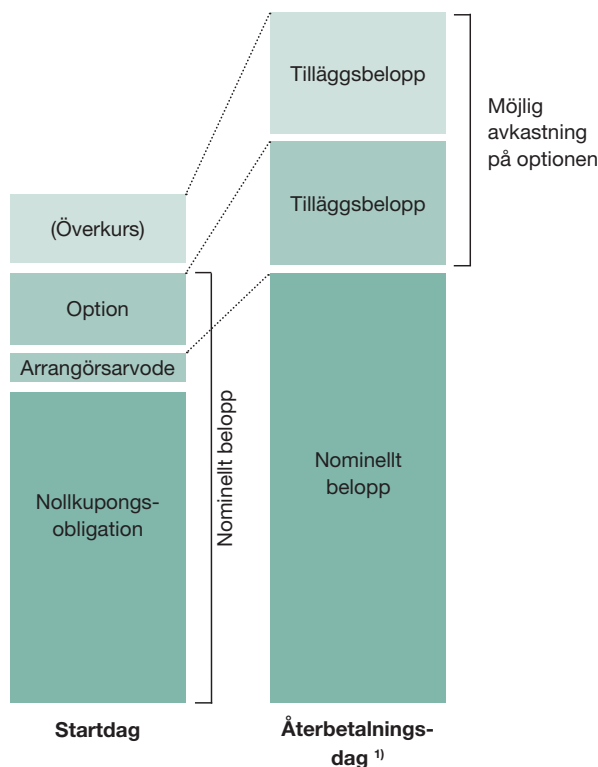 Tilläggsbelopp
Möjlig
avkastning
på optionen
Tilläggsbelopp
(Överkurs)
Option
Arrangörsarvode
Nominellt belopp
Nollkupongs-
obligation
Nominellt
belopp
Startdag
Återbetalnings-
dag 1)